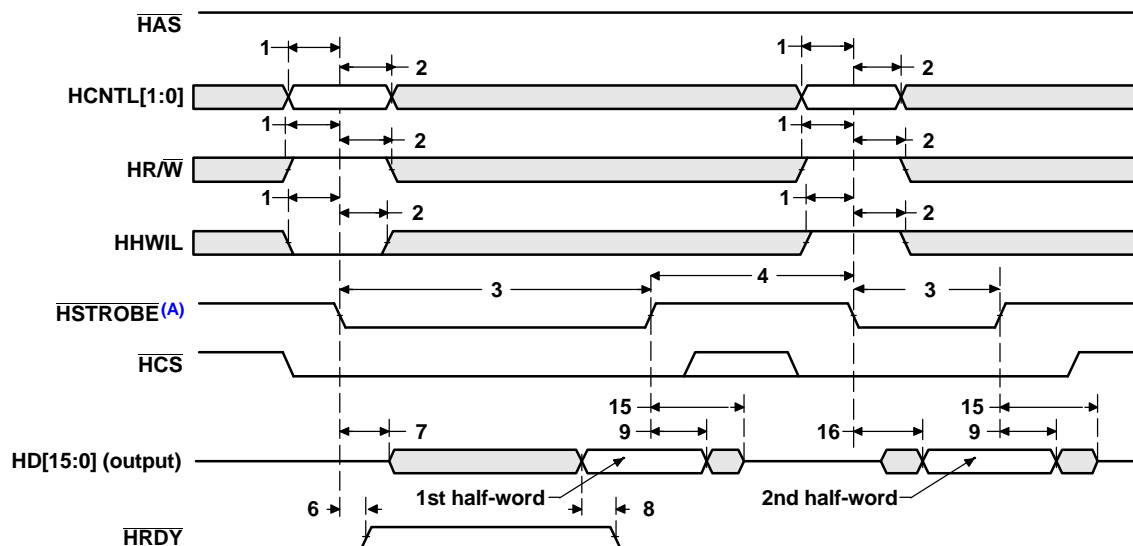 HAS
1
2
HCNTL[1:0]
1
2
HR/W
1
2
HHWIL
1
2
1
2
1
2
3
4
3
HSTROBE(A)
HCS
7
15
9
16
15
9
HD[15:0] (output)
1st half-word
2nd half-word
6
8
HRDY